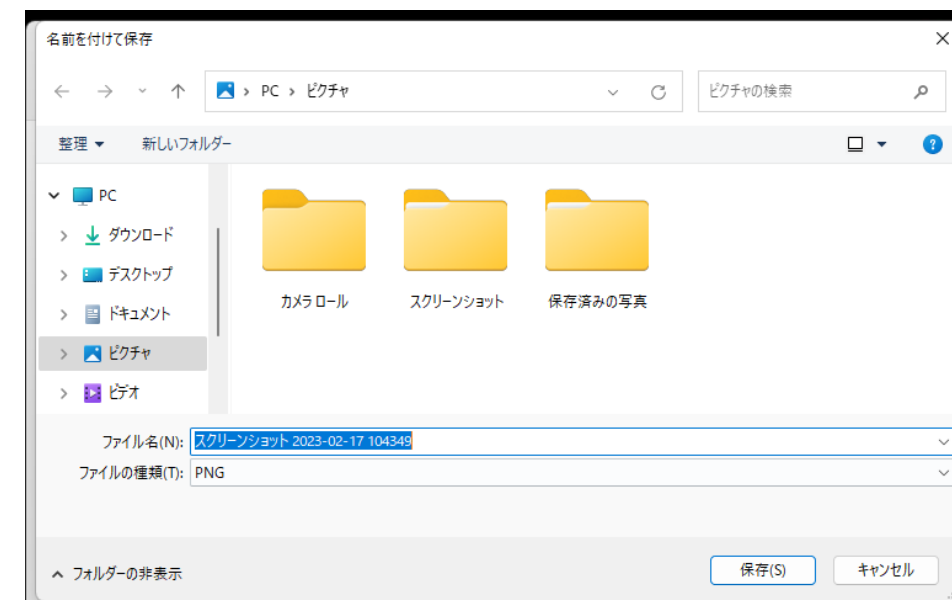 名前を付けて保存
PC › ピクチャ
ピクチャの検索
整理
新しいフォルダー
PC
ダウンロード
デスクトップ
ドキュメント
ピクチャ
ビデオ
カメラ ロール
スクリーンショット
保存済みの写真
ファイル名(N): スクリーンショット 2023-02-17 104349
ファイルの種類(T): PNG
フォルダーの非表示
保存(S)
キャンセル